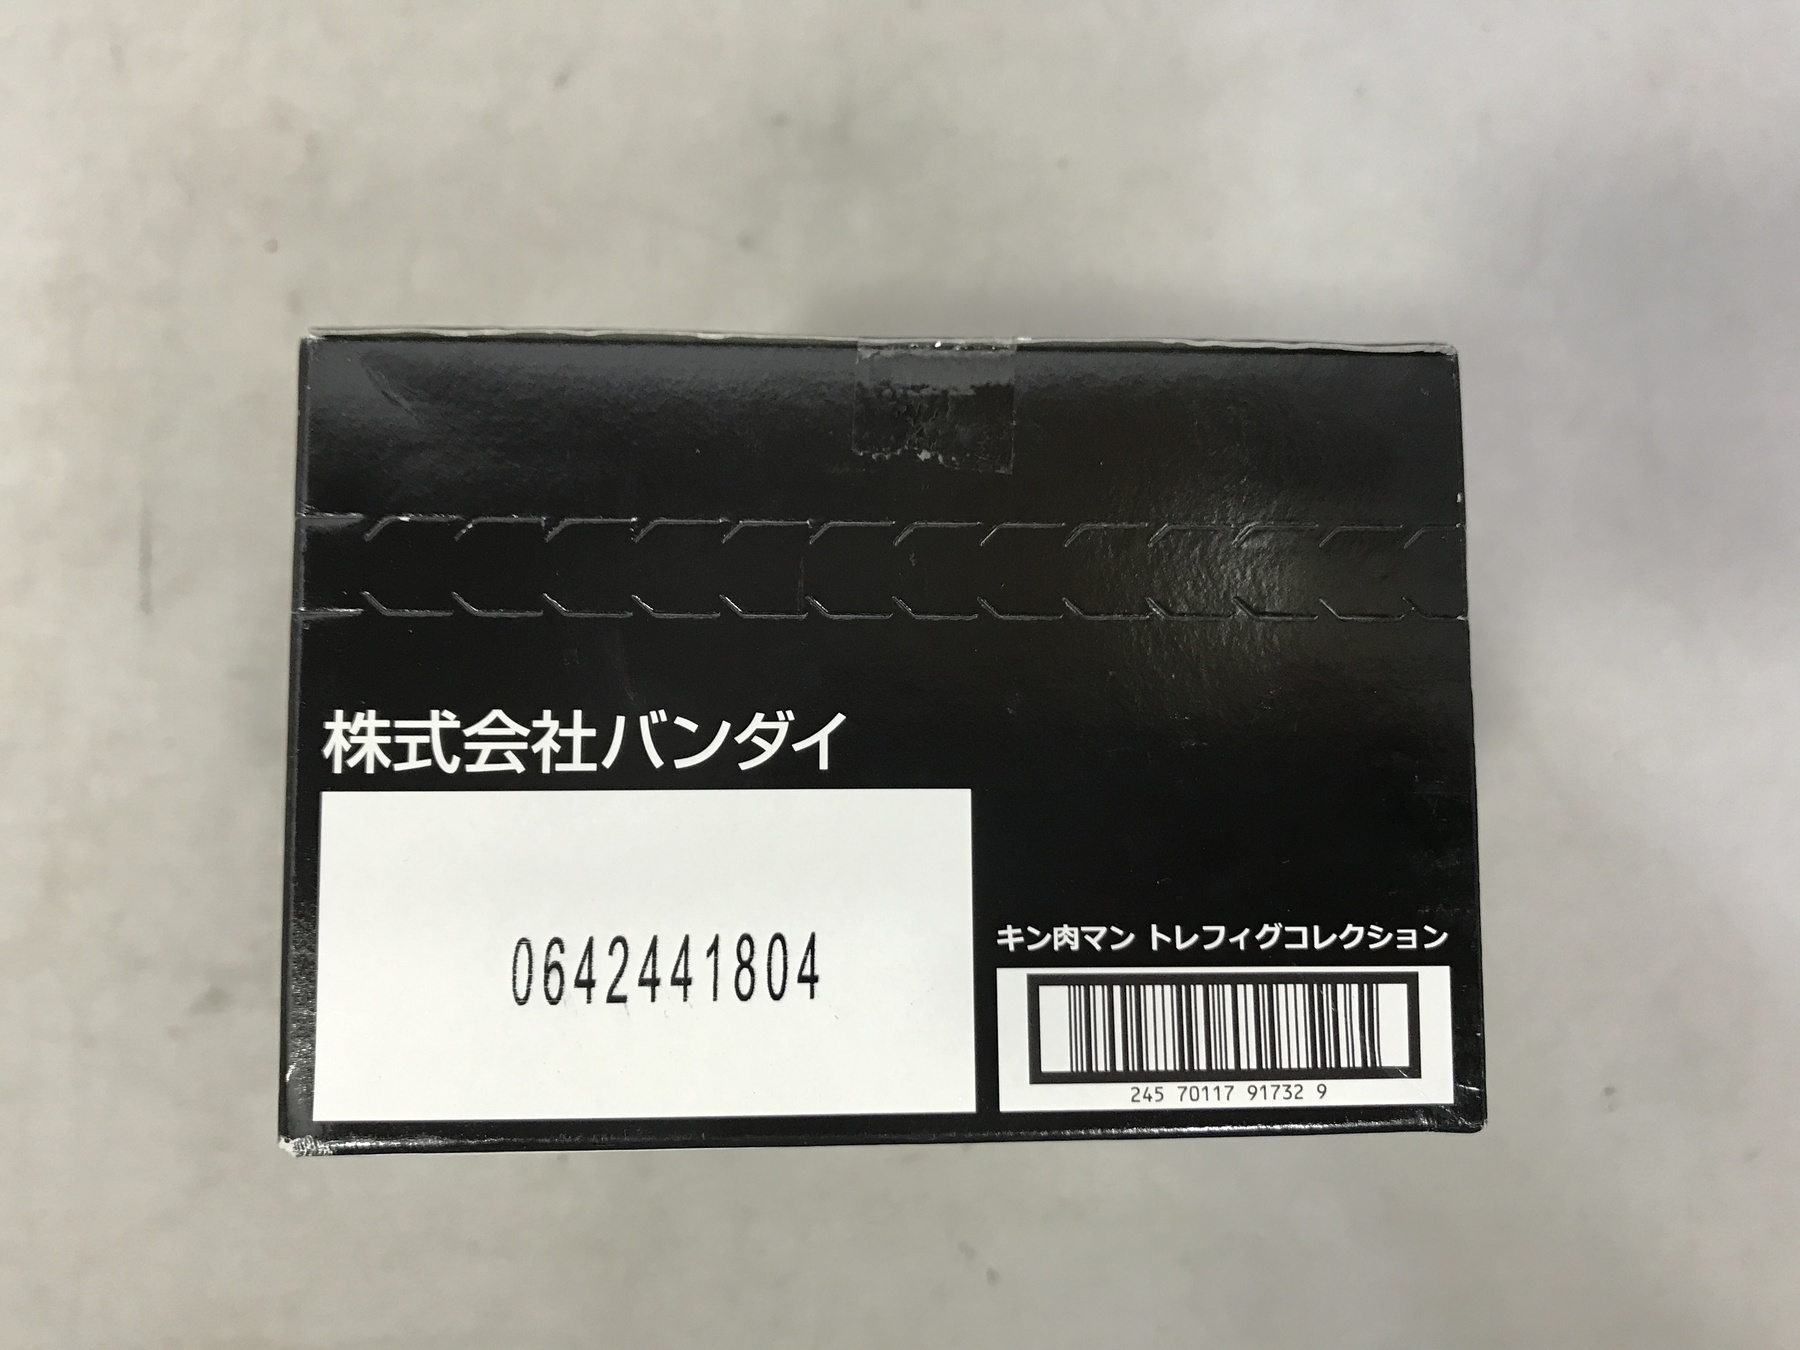 株式会社バンダイ
0642441804
キン肉マン トレフィグコレクション
245 70117 91732 9